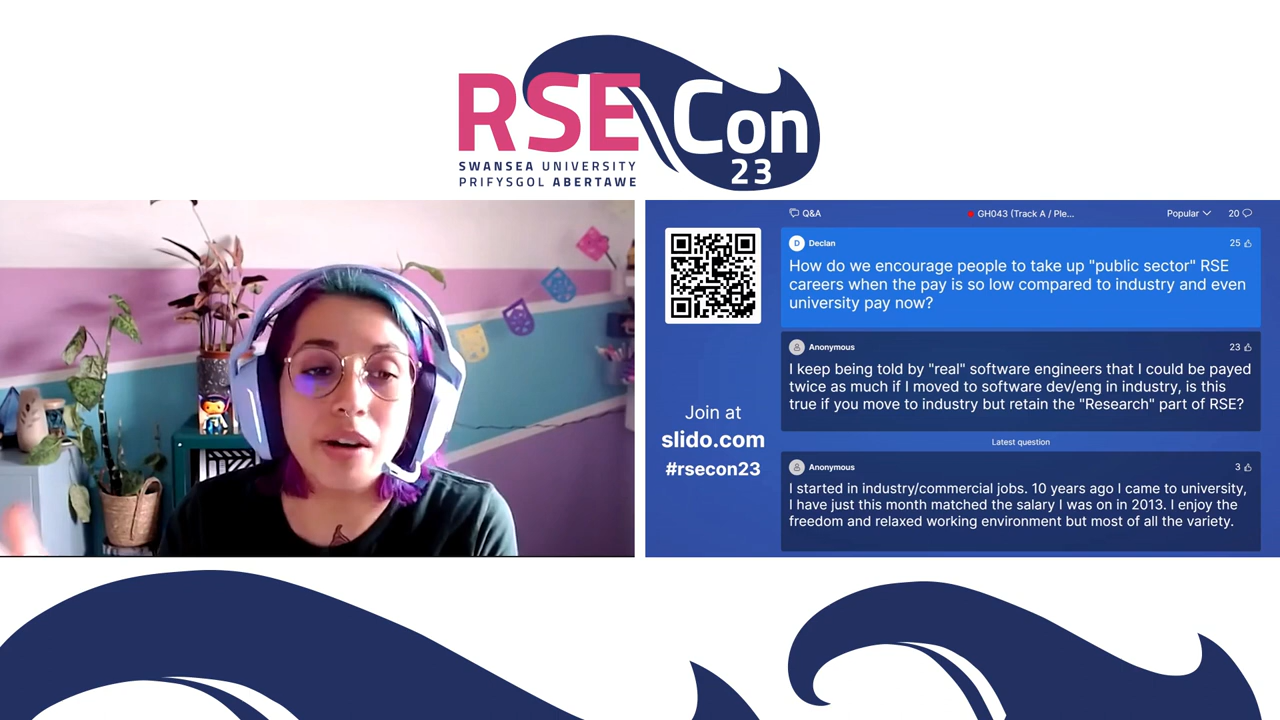 RSE Con
23
SWANSEA UNIVERSITY
PRIFYSGOL ABERTAWE
Q&A
GH043 (Track A / Ple...
Popular
20
D
Declan
25
How do we encourage people to take up "public sector" RSE
careers when the pay is so low compared to industry and even
university pay now?
Anonymous
23
I keep being told by "real" software engineers that I could be payed
twice as much if I moved to software dev/eng in industry, is this
true if you move to industry but retain the "Research" part of RSE?
Join at
slido.com
#rsecon23
Latest question
Anonymous
3
I started in industry/commercial jobs. 10 years ago I came to university,
I have just this month matched the salary I was on in 2013. I enjoy the
freedom and relaxed working environment but most of all the variety.